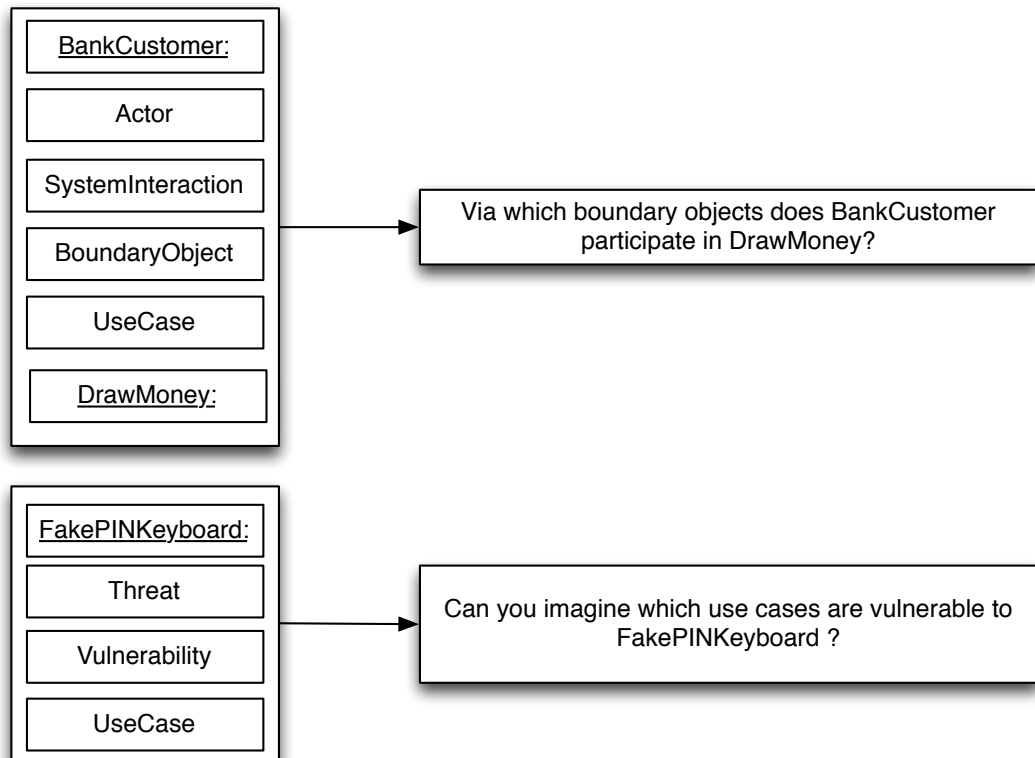 BankCustomer:
Actor
SystemInteraction
BoundaryObject
UseCase
DrawMoney:
Via which boundary objects does BankCustomer
participate in DrawMoney?
FakePINKeyboard:
Threat
Vulnerability
UseCase
Can you imagine which use cases are vulnerable to
FakePINKeyboard ?